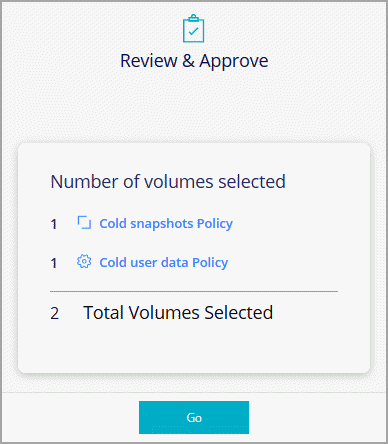 Review & Approve
Number of volumes selected
1 Cold snapshots Policy
1 Cold user data Policy
2 Total Volumes Selected
Go